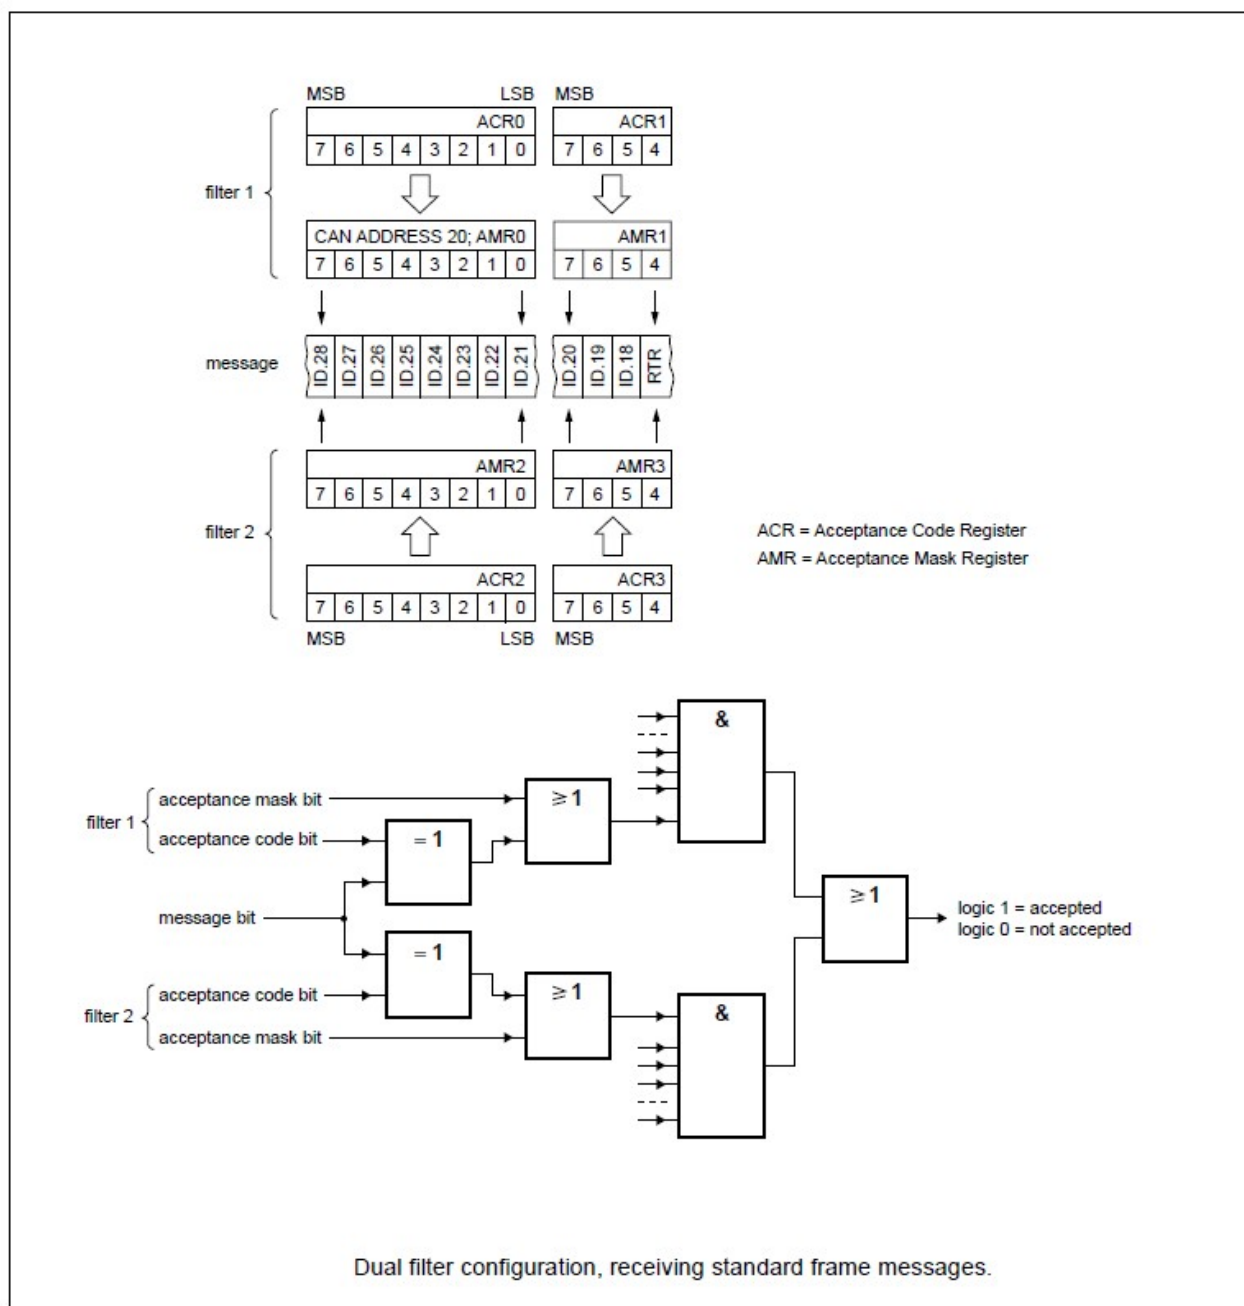 MSB LSB MSB
ACR0 ACR1
7 6 5 4 3 2 1 0 7 6 5 4
filter 1
CAN ADDRESS 20; AMR0 AMR1
7 6 5 4 3 2 1 0 7 6 5 4
message ID.28 ID.27 ID.26 ID.25 ID.24 ID.23 ID.22 ID.21 ID.20 ID.19 ID.18 RTR
AMR2 AMR3
7 6 5 4 3 2 1 0 7 6 5 4
filter 2
ACR = Acceptance Code Register
AMR = Acceptance Mask Register
ACR2 ACR3
7 6 5 4 3 2 1 0 7 6 5 4
MSB LSB MSB
&
acceptance mask bit ≥ 1
filter 1
acceptance code bit = 1
message bit ≥ 1 logic 1 = accepted
logic 0 = not accepted
= 1
acceptance code bit ≥ 1 &
filter 2
acceptance mask bit
Dual filter configuration, receiving standard frame messages.